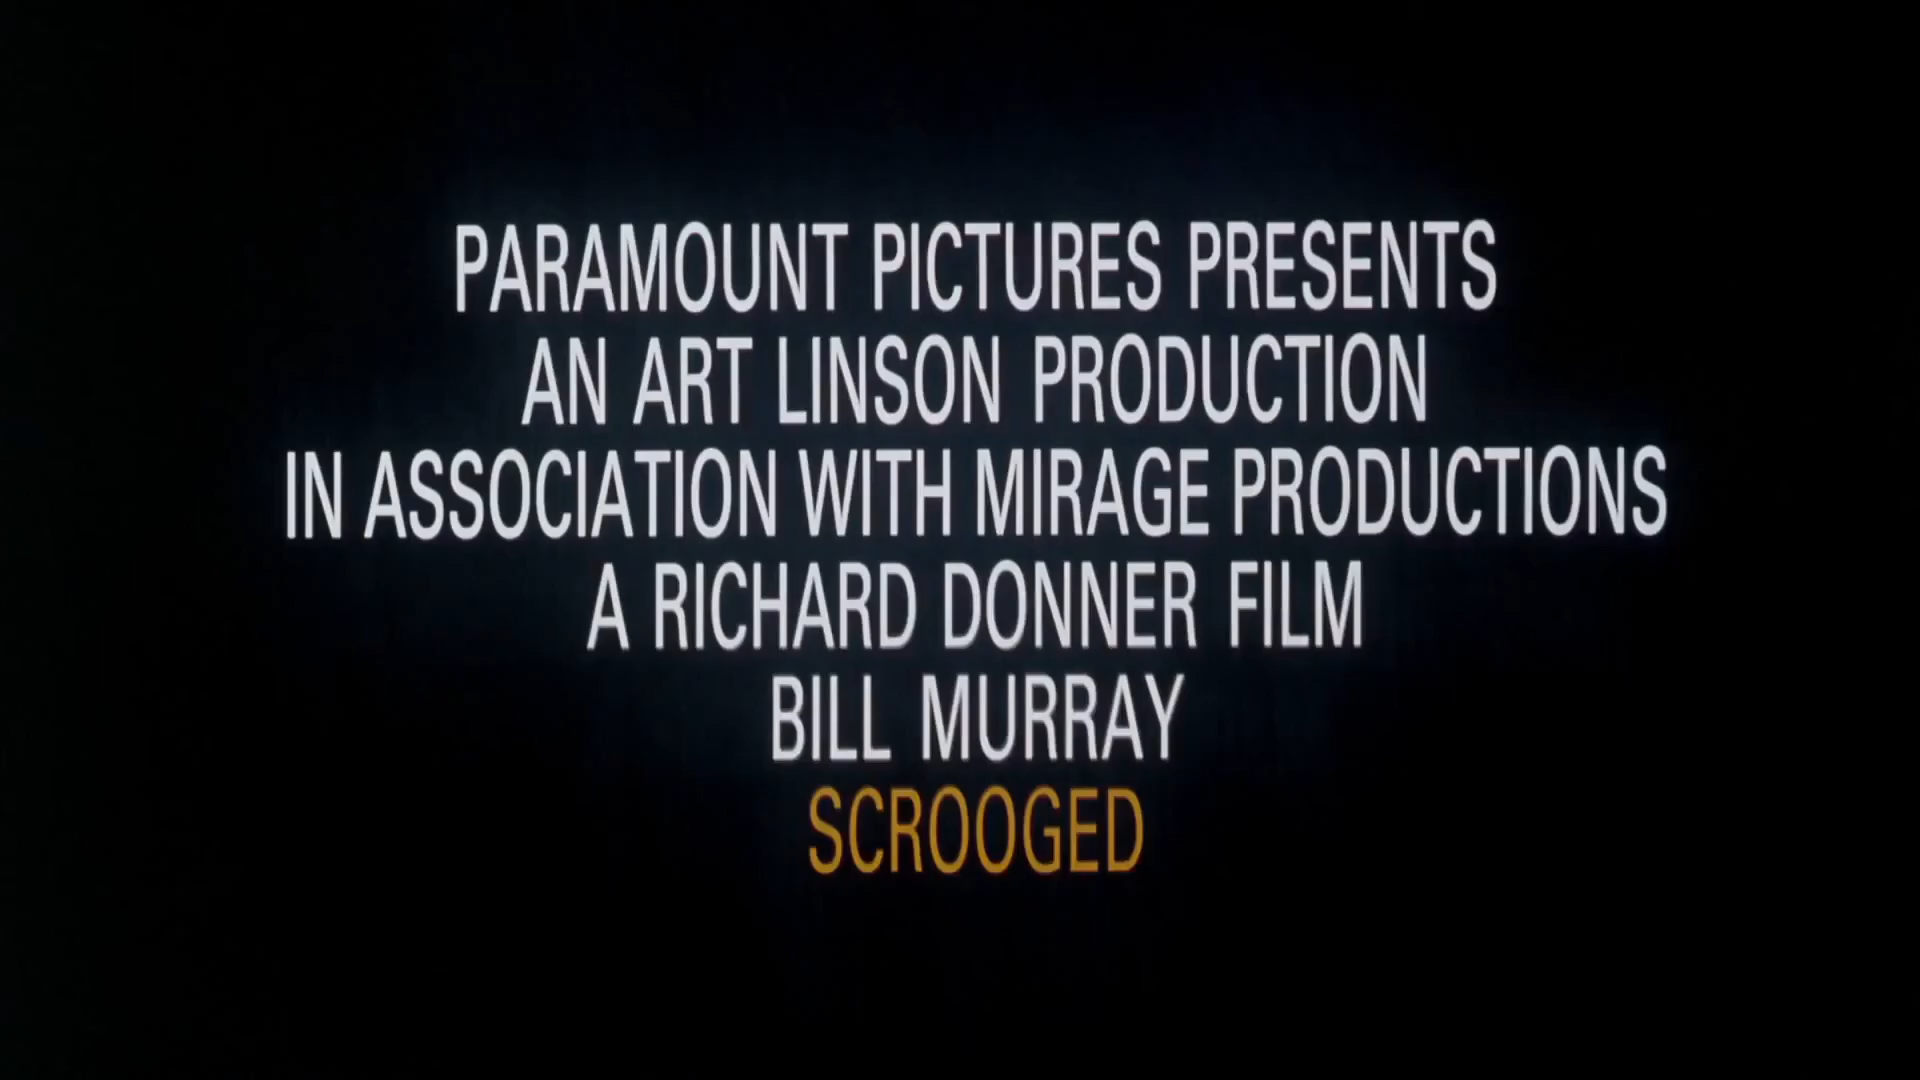 PARAMOUNT PICTURES PRESENTS
AN ART LINSON PRODUCTION
IN ASSOCIATION WITH MIRAGE PRODUCTIONS
A RICHARD DONNER FILM
BILL MURRAY
SCROOGED